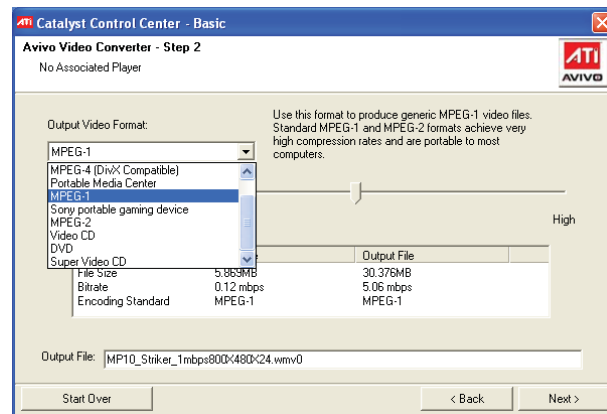 ATI Catalyst Control Center - Basic
Avivo Video Converter - Step 2
No Associated Player
ATI
AVIVO
Output Video Format:
Use this format to produce generic MPEG-1 video files.
Standard MPEG-1 and MPEG-2 formats achieve very
high compression rates and are portable to most
computers.
MPEG-1
MPEG-4 (DivX Compatible)
Portable Media Center
MPEG-1
Sony portable gaming device
MPEG-2
Video CD
DVD
Super Video CD
High
Output File
File Size 5.869MB 30.376MB
Bitrate 0.12 mbps 5.06 mbps
Encoding Standard MPEG-1 MPEG-1
Output File: MP10_Striker_1mbps800X480X24.wmv0
Start Over < Back Next >